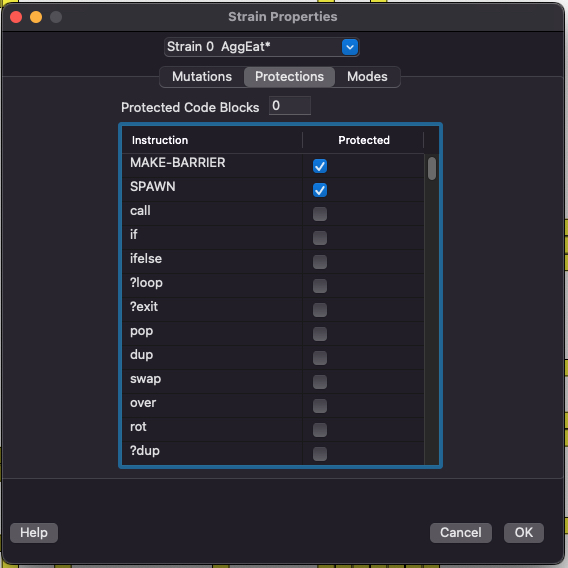 Strain Properties
Strain 0 AggEat*
Mutations Protections Modes
Protected Code Blocks 0
Instruction Protected
MAKE-BARRIER
SPAWN
call
if
ifelse
?loop
?exit
pop
dup
swap
over
rot
?dup
Help Cancel OK